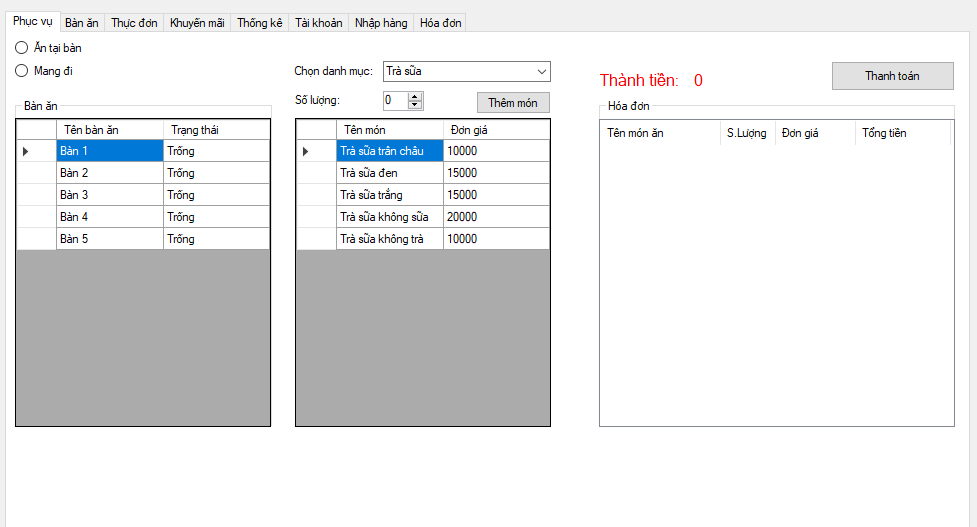 Phục vụ Bàn ăn Thực đơn Khuyến mãi Thống kê Tài khoản Nhập hàng Hóa đơn
Ăn tại bàn
Mang đi
Bàn ăn
Tên bàn ăn Trạng thái
Bàn 1 Trống
Bàn 2 Trống
Bàn 3 Trống
Bàn 4 Trống
Bàn 5 Trống
Chọn danh mục: Trà sữa
Số lượng: 0 Thêm món
Tên món Đơn giá
Trà sữa trân châu 10000
Trà sữa đen 15000
Trà sữa trắng 15000
Trà sữa không sữa 20000
Trà sữa không trà 10000
Thành tiền: 0 Thanh toán
Hóa đơn
Tên món ăn S.Lượng Đơn giá Tổng tiền